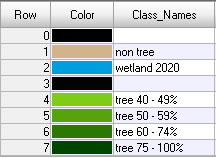 Row Color Class_Names
0
1 non tree
2 wetland 2020
3
4 tree 40 - 49%
5 tree 50 - 59%
6 tree 60 - 74%
7 tree 75 - 100%